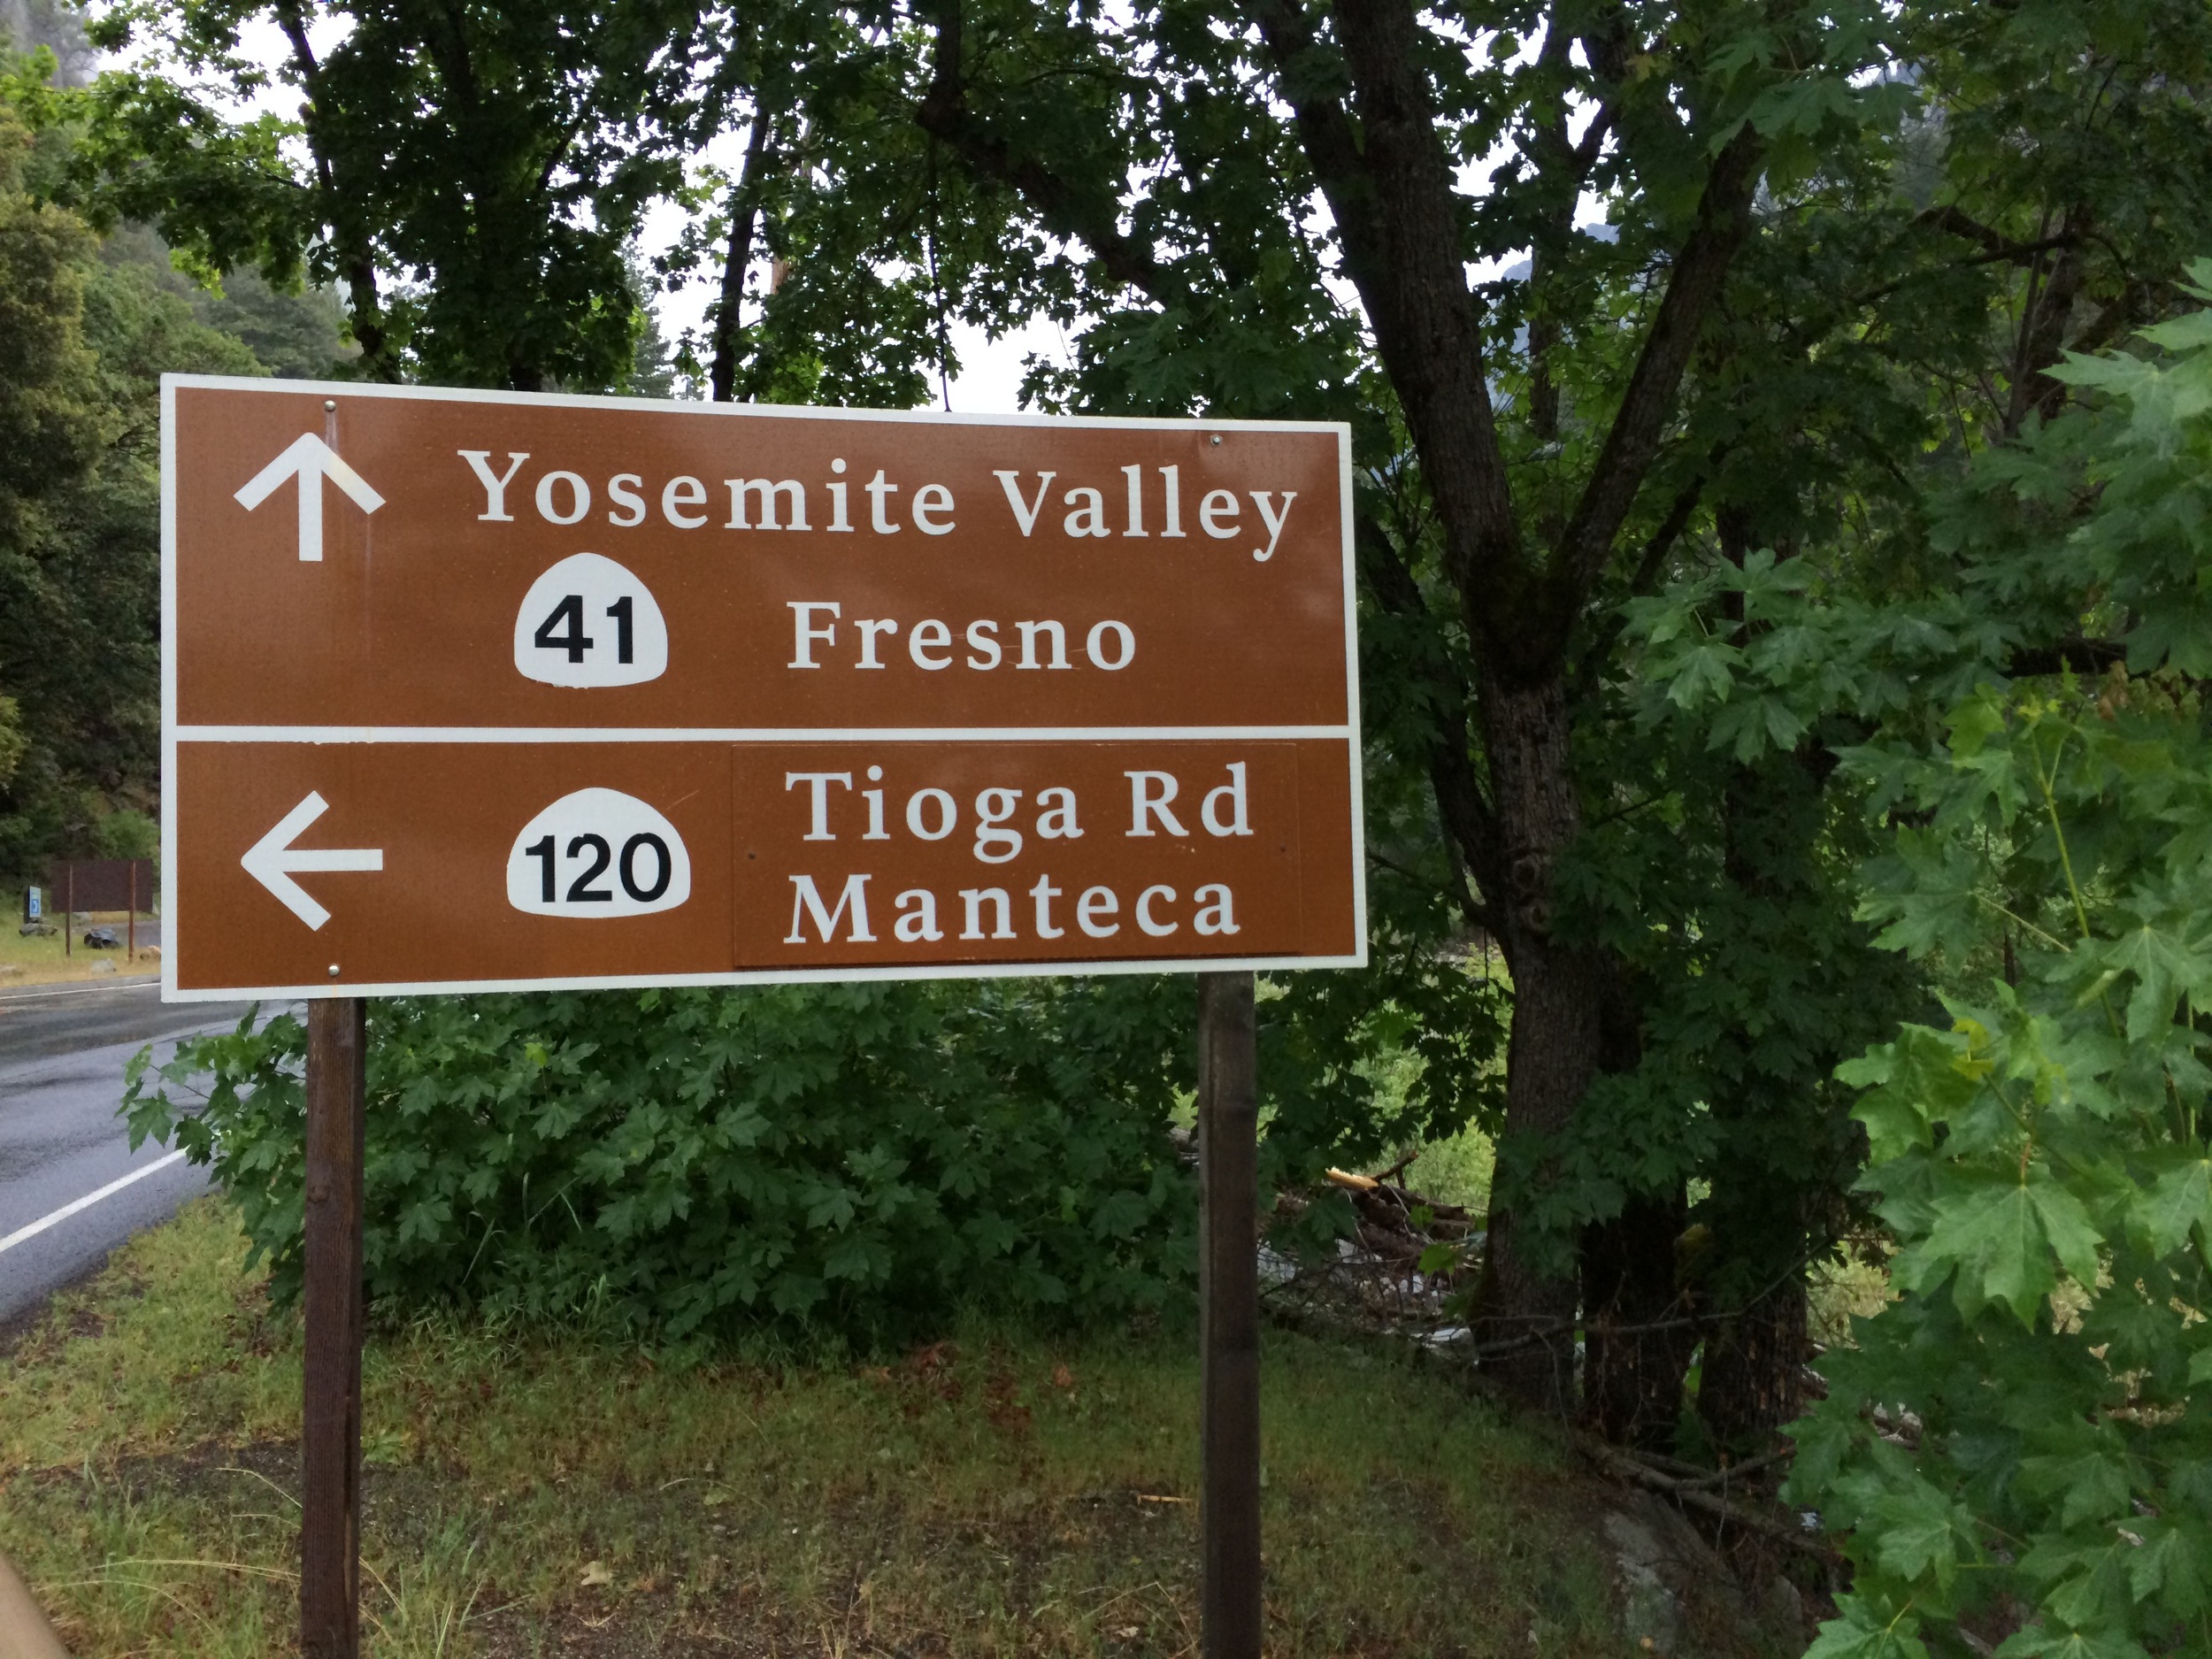 Yosemite Valley
41 Fresno
120 Tioga Rd
Manteca